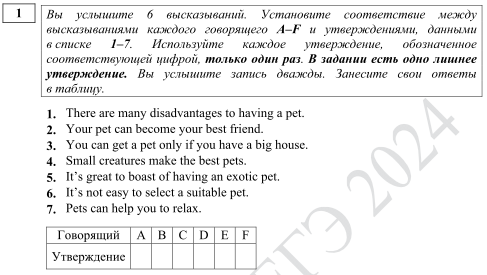 1
Вы услышите 6 высказываний. Установите соответствие между
высказываниями каждого говорящего A–F и утверждениями, данными
в списке 1–7. Используйте каждое утверждение, обозначенное
соответствующей цифрой, только один раз. В задании есть одно лишнее
утверждение. Вы услышите запись дважды. Занесите свои ответы
в таблицу.
1. There are many disadvantages to having a pet.
2. Your pet can become your best friend.
3. You can get a pet only if you have a big house.
4. Small creatures make the best pets.
5. It’s great to boast of having an exotic pet.
6. It’s not easy to select a suitable pet.
7. Pets can help you to relax.
Говорящий A B C D E F
Утверждение
ЕГЭ 2024